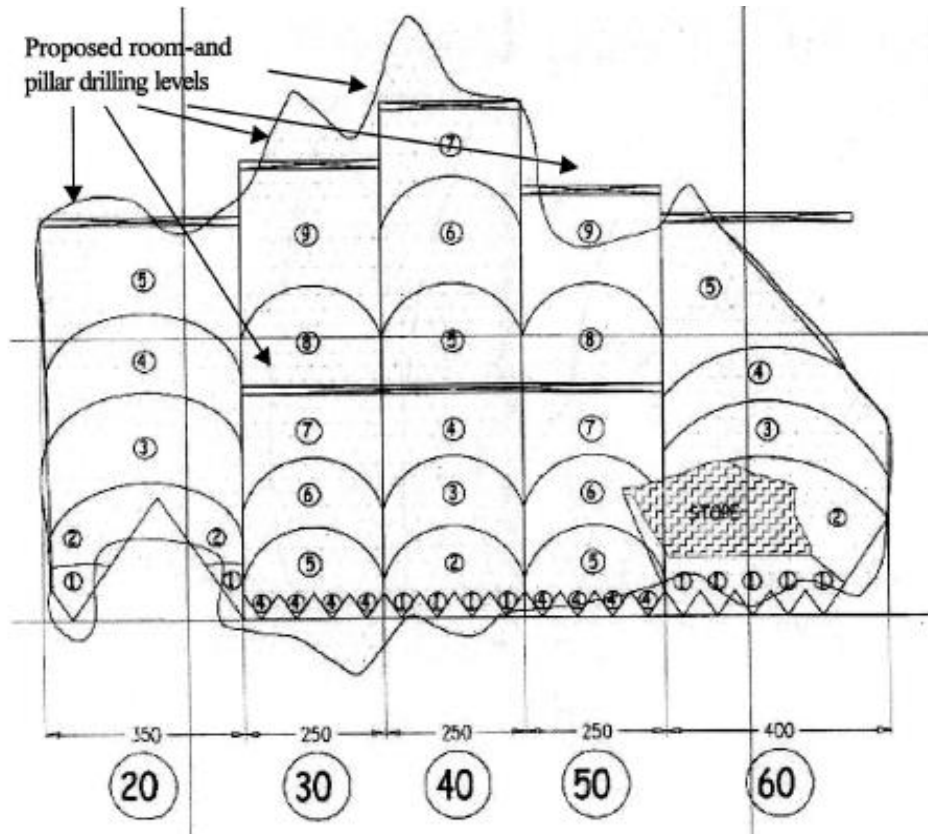 Proposed room-and
pillar drilling levels
⑦
⑨ ⑥ ⑨
⑤ ⑤
⑧ ⑤ ⑧
④ ④
⑦ ④ ⑦ ③
③
⑥ ③ ⑥
STOPE ②
② ②
⑤ ② ⑤
① ① ① ① ① ① ①
④ ④ ④ ④ ① ① ① ① ④ ④ ④ ④
350 250 250 250 400
20 30 40 50 60